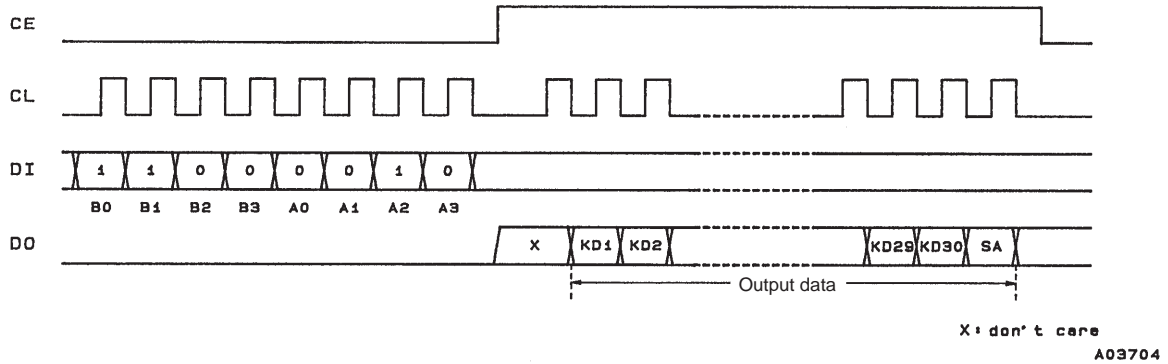 CE
CL
DI 1 1 0 0 0 0 1 0
B0 B1 B2 B3 A0 A1 A2 A3
DO X KD1 KD2 KD29 KD30 SA
Output data
X: don't care
A03704